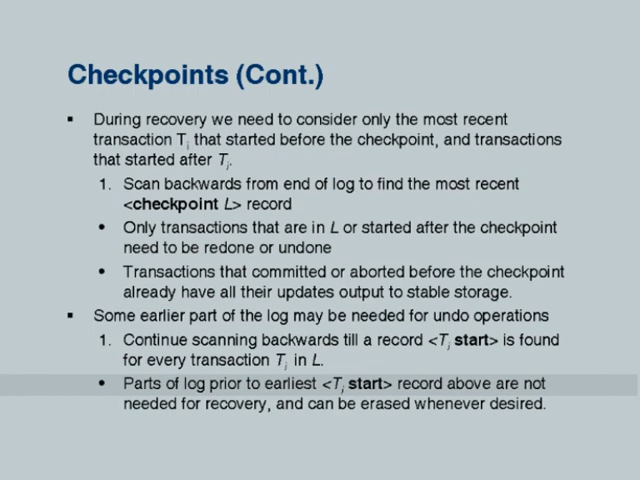 Checkpoints (Cont.)
▪ During recovery we need to consider only the most recent
transaction Ti that started before the checkpoint, and transactions
that started after Ti.
1. Scan backwards from end of log to find the most recent
<checkpoint L> record
• Only transactions that are in L or started after the checkpoint
need to be redone or undone
• Transactions that committed or aborted before the checkpoint
already have all their updates output to stable storage.
▪ Some earlier part of the log may be needed for undo operations
1. Continue scanning backwards till a record <Ti start> is found
for every transaction Ti in L.
• Parts of log prior to earliest <Ti start> record above are not
needed for recovery, and can be erased whenever desired.